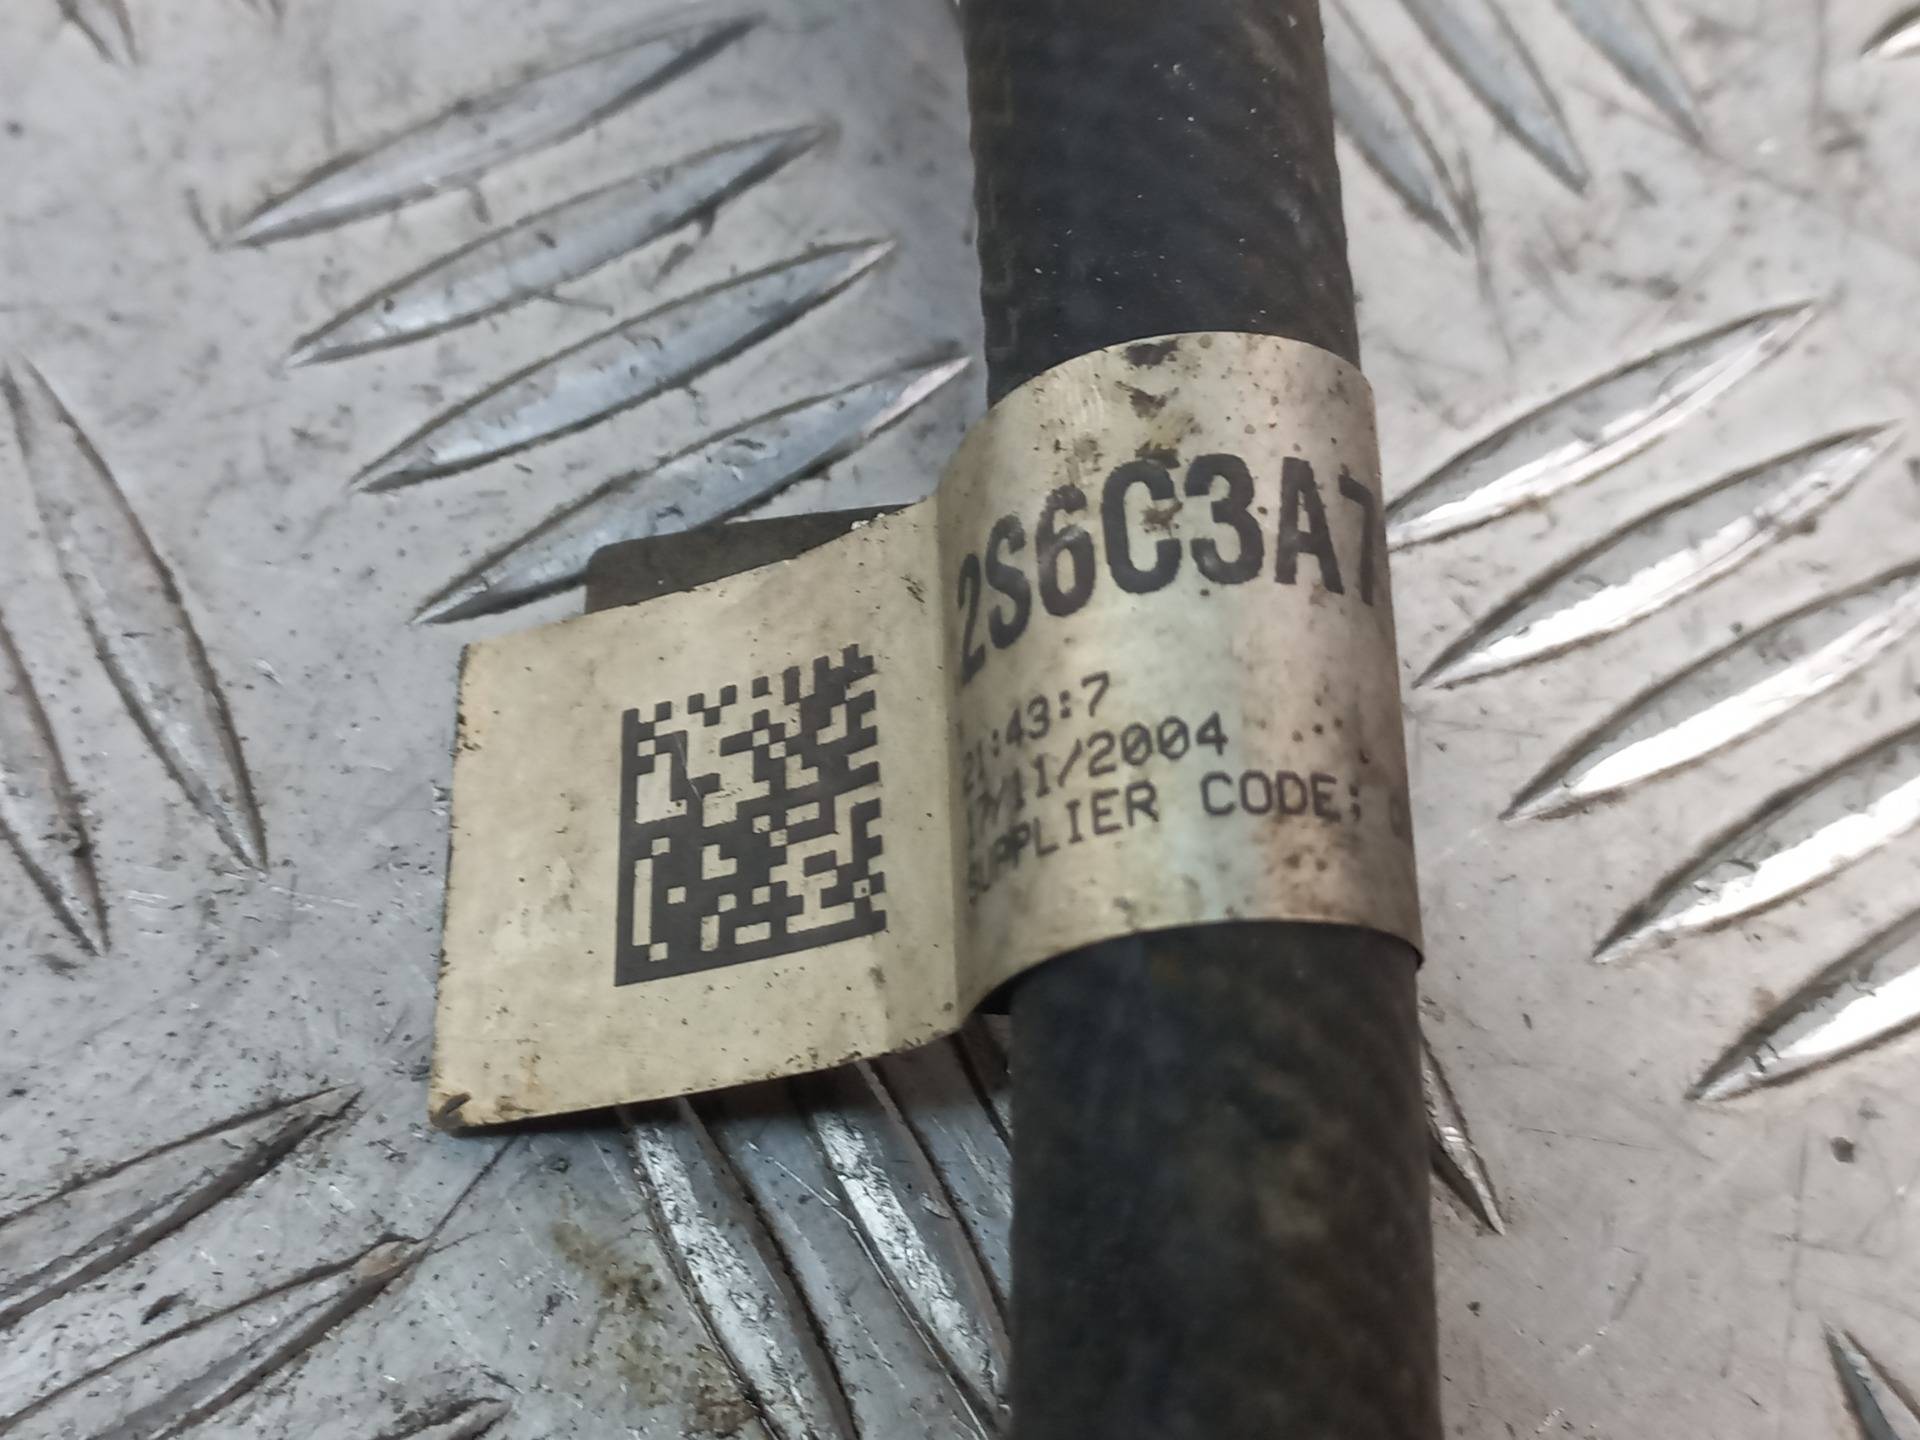 2S6C3A7
21:43:7
17/11/2004
SUPPLIER CODE: